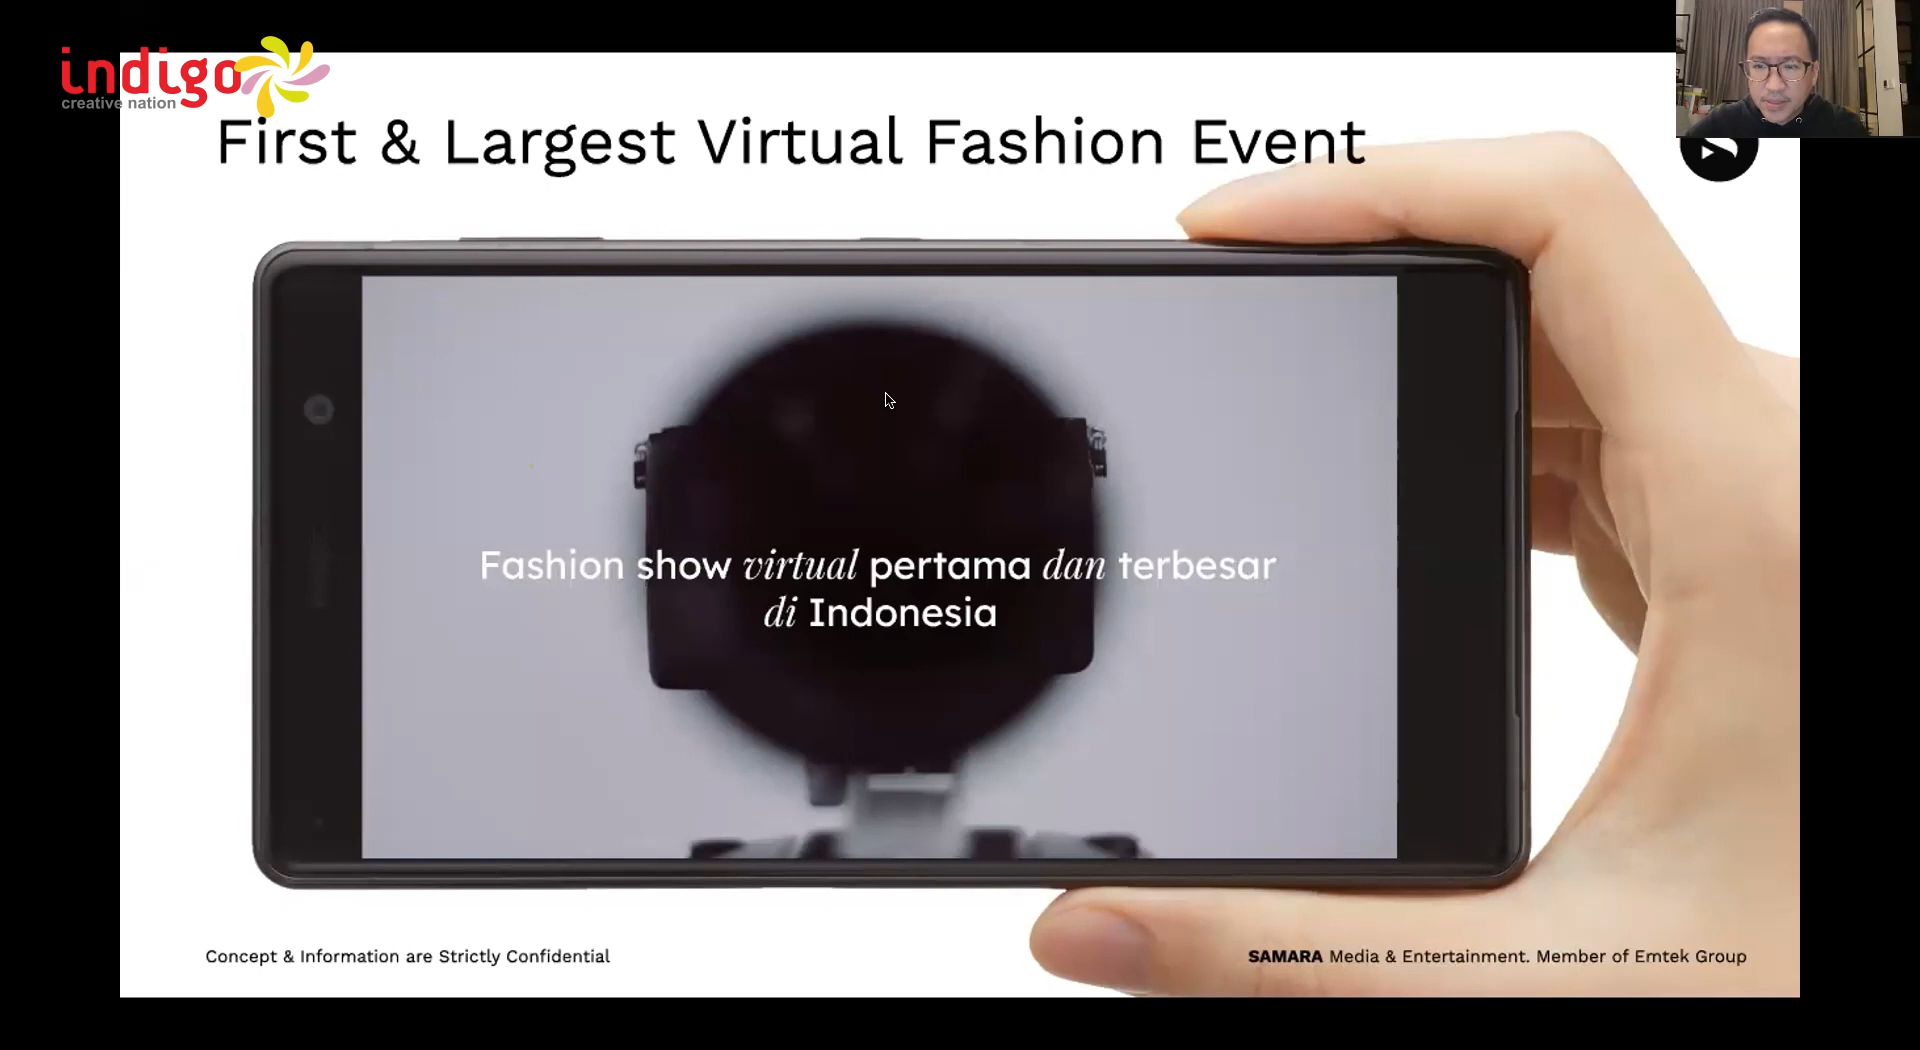 indigo
creative nation
First & Largest Virtual Fashion Event
Fashion show virtual pertama dan terbesar
di Indonesia
Concept & Information are Strictly Confidential
SAMARA Media & Entertainment. Member of Emtek Group